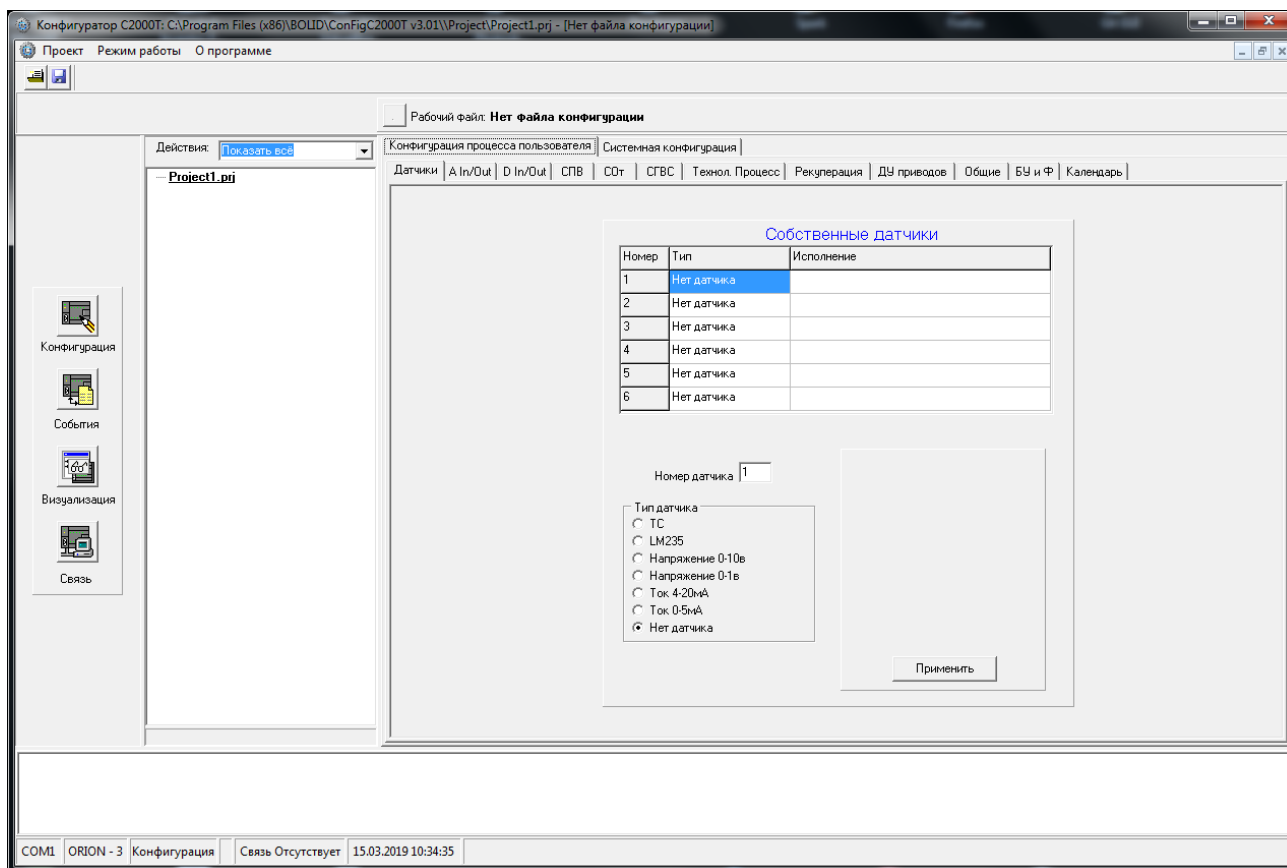 Конфигуратор С2000Т: C:\Program Files (x86)\BOLID\ConFigC2000T v3.01\\Project\Project1.prj - [Нет файла конфигурации]
Проект Режим работы О программе
. Рабочий файл: Нет файла конфигурации
Действия: Показать всё
Конфигурация процесса пользователя Системная конфигурация
Датчики A In/Out D In/Out СПВ СОт СГВС Технол. Процесс Рекуперация ДУ приводов Общие БУ и Ф Календарь
Project1.prj
Собственные датчики
Номер Тип Исполнение
1 Нет датчика
2 Нет датчика
3 Нет датчика
4 Нет датчика
5 Нет датчика
6 Нет датчика
Конфигурация
События
Визуализация
Связь
Номер датчика 1
Тип датчика
ТС
LM235
Напряжение 0-10в
Напряжение 0-1в
Ток 4-20мА
Ток 0-5мА
Нет датчика
Применить
COM1 ORION - 3 Конфигурация Связь Отсутствует 15.03.2019 10:34:35